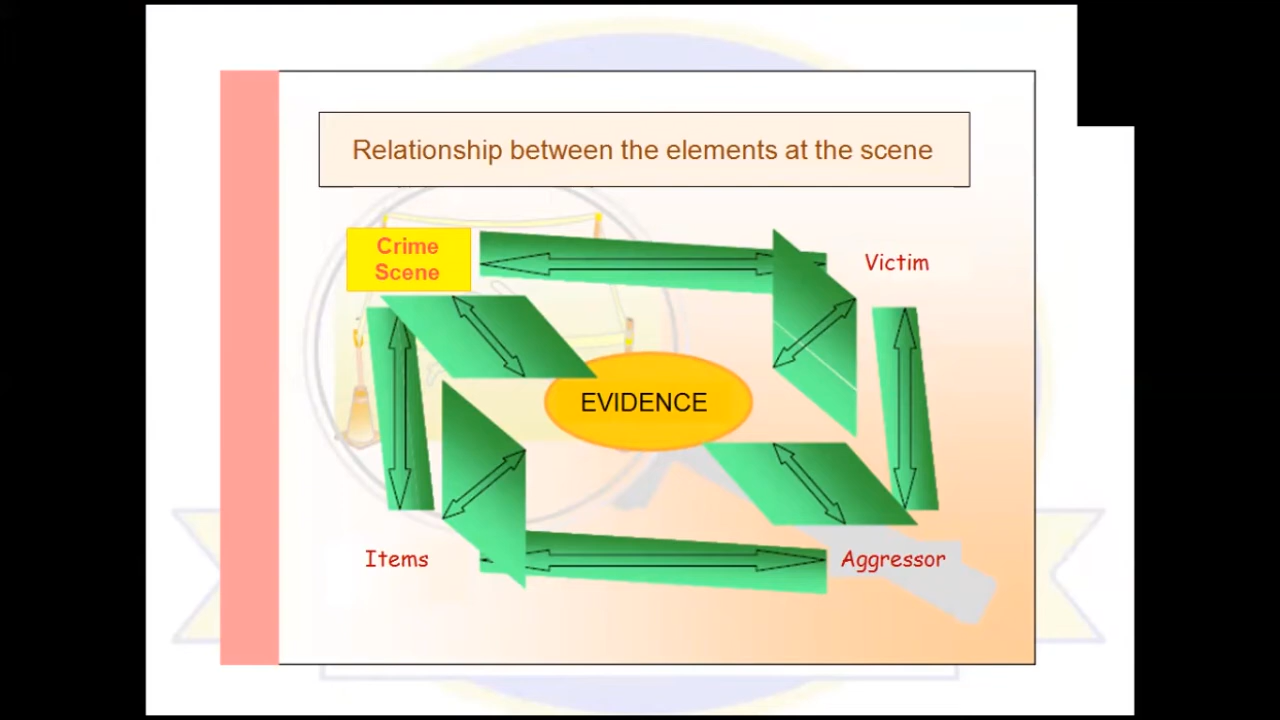 Relationship between the elements at the scene
Crime
Scene
Victim
EVIDENCE
Items
Aggressor